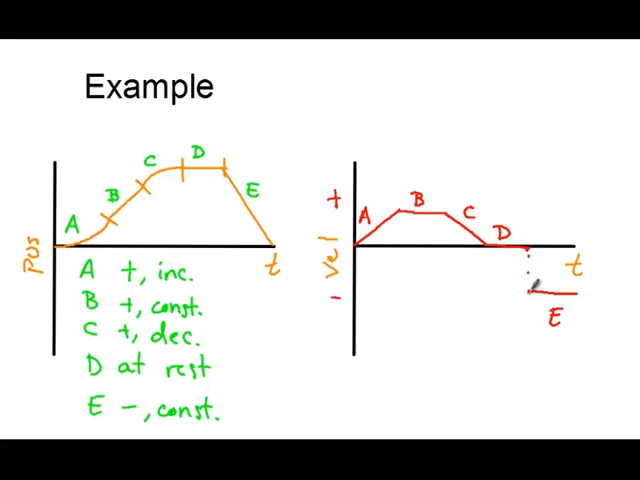 Example
A
B
C
D
E
POS
t
A +, inc.
B +, const.
C +, dec.
D at rest
E -, const.
+
-
vel
A
B
C
D
E
t